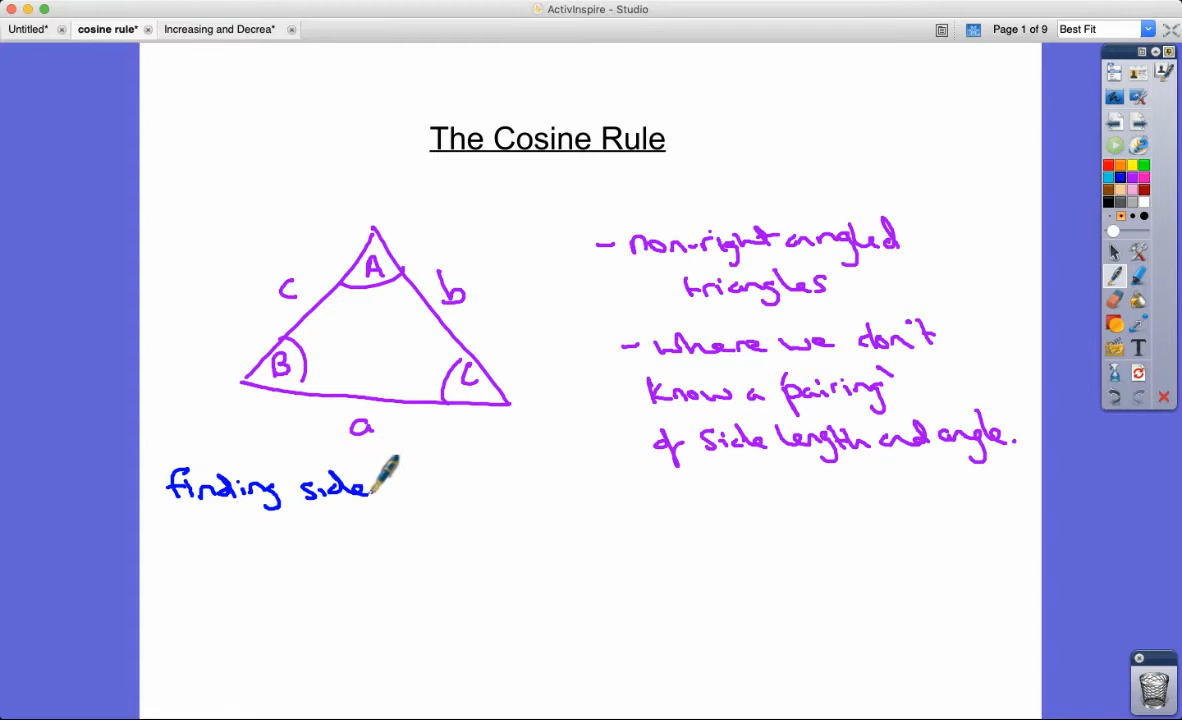 ActivInspire - Studio
Untitled* cosine rule* Increasing and Decrea* Page 1 of 9 Best Fit
The Cosine Rule
- non-right angled
triangles
A
c b
- where we don't
B C
know a 'pairing'
a
of side length and angle.
finding side
T